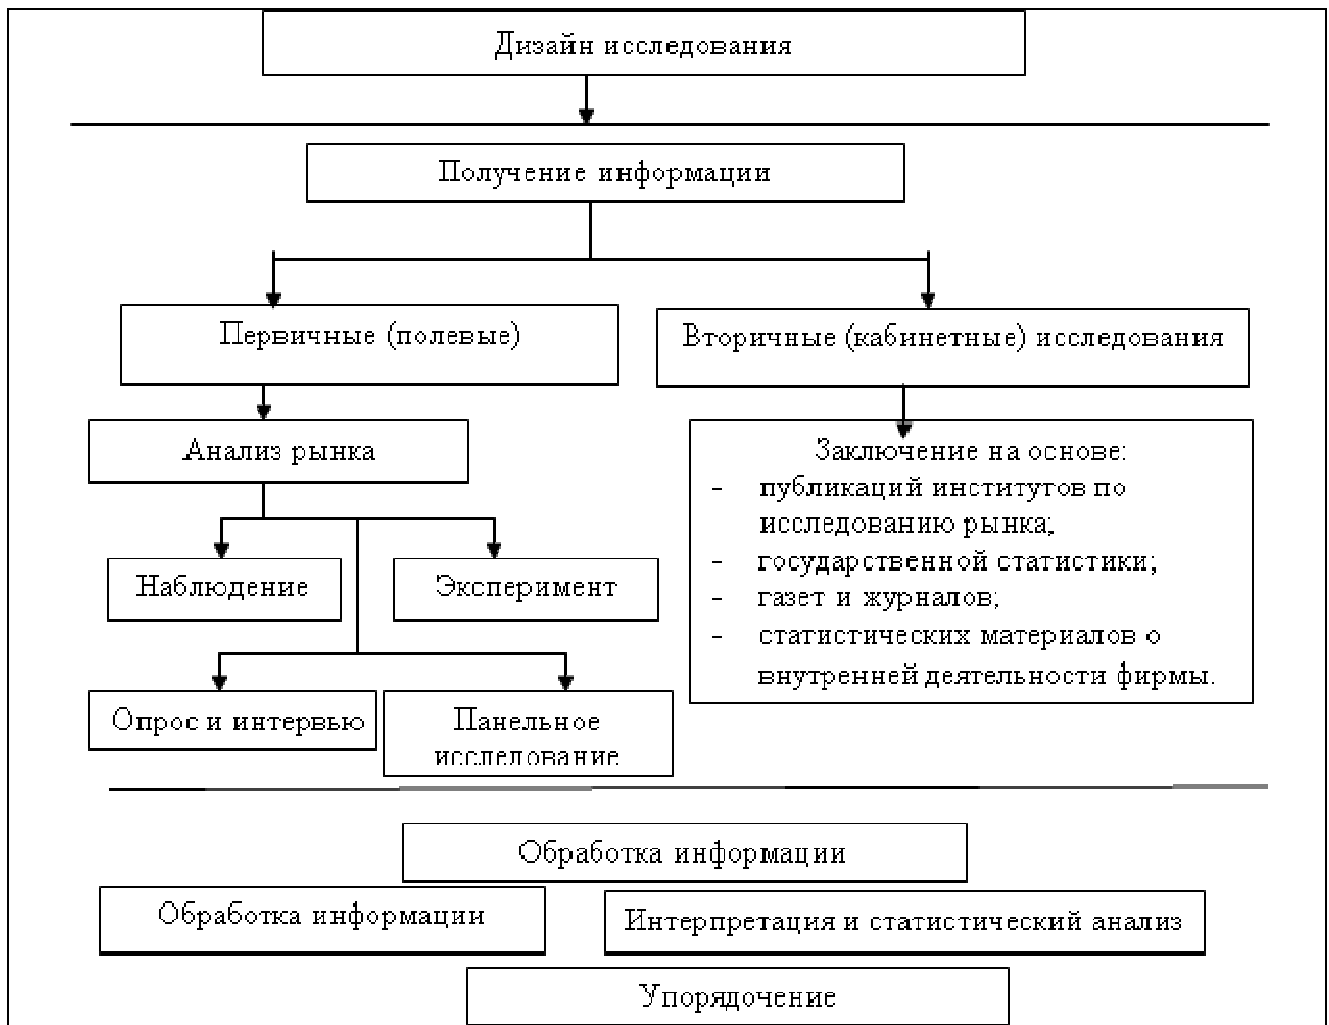 Дизайн исследования
Получение информации
Первичные (полевые)
Вторичные (кабинетные) исследования
Анализ рынка
Заключение на основе:
- публикаций институтов по
исследованию рынка;
- государственной статистики;
- газет и журналов;
- статистических материалов о
внутренней деятельности фирмы.
Наблюдение
Эксперимент
Опрос и интервью
Панельное
исследование
Обработка информации
Обработка информации
Интерпретация и статистический анализ
Упорядочение